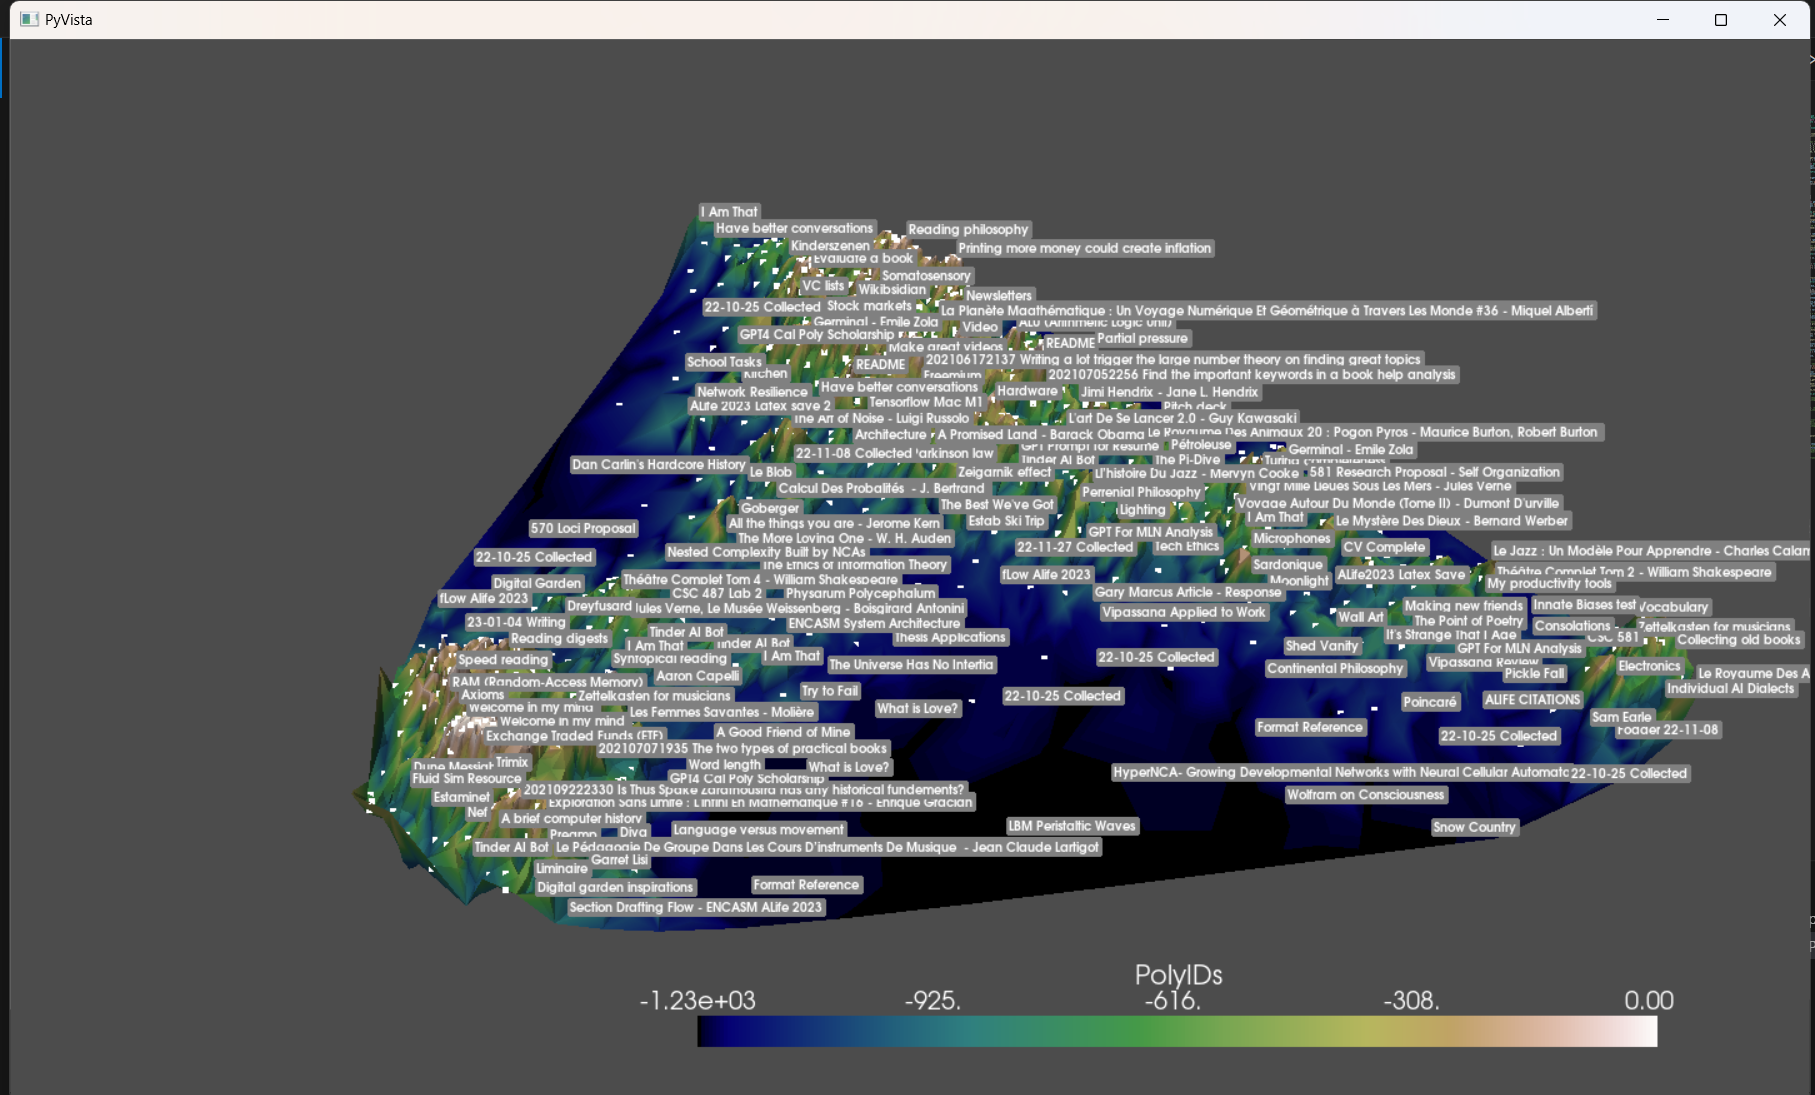 PyVista
I Am That
Have better conversations
Reading philosophy
Kinderszenen
Printing more money could create inflation
Evaluate a book
Somatosensory
VC lists
Wikibsidian
Newsletters
22-10-25 Collected
Stock markets
La Planète Maathématique : Un Voyage Numérique Et Géométrique à Travers Les Monde #36 - Miquel Alberti
Germinal - Emile Zola
Video
ALU (Arithmetic Logic Unit)
GPT4 Cal Poly Scholarship
Partial pressure
Make great videos
README
School Tasks
README
202106172137 Writing a lot trigger the large number theory on finding great topics
Kitchen
Freemium
202107052256 Find the important keywords in a book help analysis
Network Resilience
Have better conversations
Hardware
Jimi Hendrix - Jane L. Hendrix
ALife 2023 Latex save 2
Tensorflow Mac M1
Pitch deck
The Art of Noise - Luigi Russolo
L'art De Se Lancer 2.0 - Guy Kawasaki
Architecture
A Promised Land - Barack Obama
Le Royaume Des Animaux 20 : Pogon Pyros - Maurice Burton, Robert Burton
GPT Prompt for Resume
Pétroleuse
22-11-08 Collected
arkinson law
Germinal - Emile Zola
Dan Carlin's Hardcore History
Tinder AI Bot
The Pi-Dive
Turing completeness
Le Blob
Zeigarnik effect
L'histoire Du Jazz - Mervyn Cooke
581 Research Proposal - Self Organization
Calcul Des Probalités - J. Bertrand
Perrenial Philosophy
Vingt Mille Lieues Sous Les Mers - Jules Verne
Goberger
The Best We've Got
Lighting
Voyage Autour Du Monde (Tome II) - Dumont D'urville
570 Loci Proposal
All the things you are - Jerome Kern
Estab Ski Trip
I Am That
Le Mystère Des Dieux - Bernard Werber
The More Loving One - W. H. Auden
GPT For MLN Analysis
22-10-25 Collected
Nested Complexity Built by NCAs
22-11-27 Collected
Tech Ethics
Microphones
CV Complete
Le Jazz : Un Modèle Pour Apprendre - Charles Calan
The Ethics of Information Theory
Sardonique
Digital Garden
Théâtre Complet Tom 4 - William Shakespeare
fLow Alife 2023
Moonlight
ALife2023 Latex Save
Théâtre Complet Tom 2 - William Shakespeare
My productivity tools
fLow Alife 2023
CSC 487 Lab 2
Physarum Polycephalum
Gary Marcus Article - Response
Dreyfusard
Jules Verne, Le Musée Weissenberg - Boisgirard Antonini
Vipassana Applied to Work
Making new friends
Innate Biases test
Vocabulary
23-01-04 Writing
ENCASM System Architecture
Wall Art
The Point of Poetry
Consolations
Zettelkasten for musicians
Reading digests
Tinder AI Bot
Thesis Applications
It's Strange That I Age
CSC 581
Collecting old books
I Am That
Tinder AI Bot
Shed Vanity
GPT For MLN Analysis
Speed reading
Syntopical reading
I Am That
The Universe Has No Intertia
22-10-25 Collected
Continental Philosophy
Vipassana Review
Electronics
RAM (Random-Access Memory)
Aaron Capelli
Pickle Fall
Le Royaume Des A
Axioms
Zettelkasten for musicians
Try to Fail
22-10-25 Collected
Individual AI Dialects
Welcome in my mind
Les Femmes Savantes - Molière
What is Love?
Poincaré
ALIFE CITATIONS
Welcome in my mind
Sam Earle
Exchange Traded Funds (ETF)
A Good Friend of Mine
Format Reference
22-10-25 Collected
Fodder 22-11-08
202107071935 The two types of practical books
Dune Messiah
Trimix
Word length
What is Love?
Fluid Sim Resource
GPT4 Cal Poly Scholarship
HyperNCA- Growing Developmental Networks with Neural Cellular Automata
22-10-25 Collected
202109222330 Is Thus Spake Zarathoustra has any historical fundements?
Estaminet
Exploration Sans Limite : L'infini En Mathématique #16 - Enrique Gracian
Wolfram on Consciousness
Nef
A brief computer history
Preamp
Diva
Language versus movement
LBM Peristaltic Waves
Snow Country
Tinder AI Bot
Le Pédagogie De Groupe Dans Les Cours D'instruments De Musique - Jean Claude Lartigot
Garret Lisi
Liminaire
Digital garden inspirations
Format Reference
Section Drafting Flow - ENCASM ALife 2023
PolyIDs
-1.23e+03 -925. -616. -308. 0.00